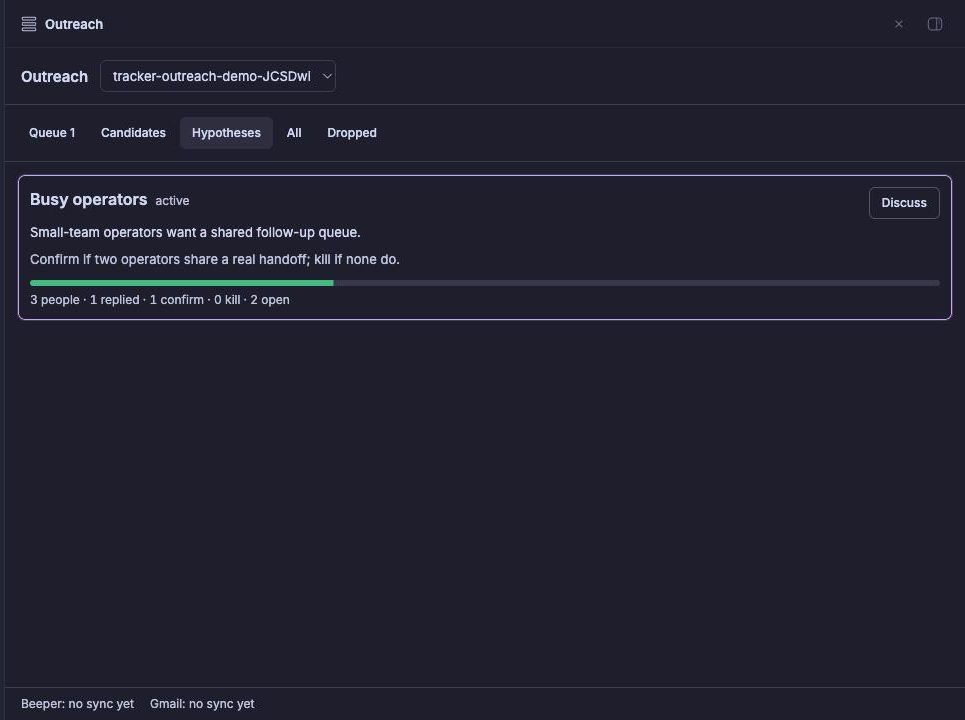 Outreach
Outreach tracker-outreach-demo-JCSDwl
Queue 1 Candidates Hypotheses All Dropped
Busy operators active Discuss
Small-team operators want a shared follow-up queue.
Confirm if two operators share a real handoff; kill if none do.
3 people · 1 replied · 1 confirm · 0 kill · 2 open
Beeper: no sync yet Gmail: no sync yet